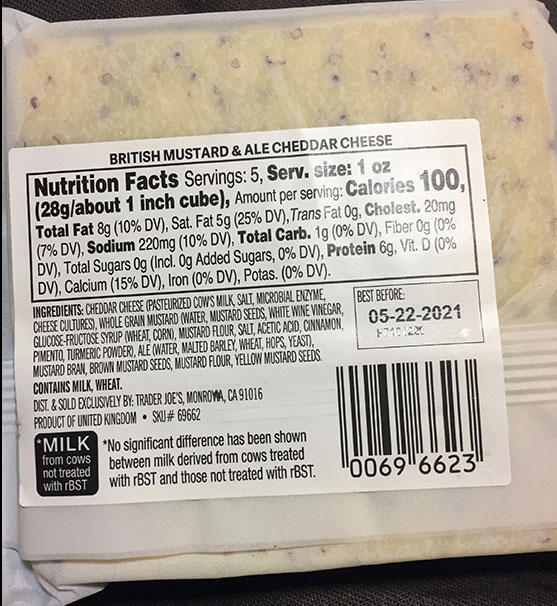 BRITISH MUSTARD & ALE CHEDDAR CHEESE
Nutrition Facts Servings: 5, Serv. size: 1 oz
(28g/about 1 inch cube), Amount per serving: Calories 100,
Total Fat 8g (10% DV), Sat. Fat 5g (25% DV), Trans Fat 0g, Cholest. 20mg
(7% DV), Sodium 220mg (10% DV), Total Carb. 1g (0% DV), Fiber 0g (0%
DV), Total Sugars 0g (Incl. 0g Added Sugars, 0% DV), Protein 6g, Vit. D (0%
DV), Calcium (15% DV), Iron (0% DV), Potas. (0% DV).
INGREDIENTS: CHEDDAR CHEESE (PASTEURIZED COW'S MILK, SALT, MICROBIAL ENZYME,
CHEESE CULTURES), WHOLE GRAIN MUSTARD (WATER, MUSTARD SEEDS, WHITE WINE VINEGAR,
GLUCOSE-FRUCTOSE SYRUP (WHEAT, CORN), MUSTARD FLOUR, SALT, ACETIC ACID, CINNAMON,
PIMENTO, TURMERIC POWDER), ALE (WATER, MALTED BARLEY, WHEAT, HOPS, YEAST),
MUSTARD BRAN, BROWN MUSTARD SEEDS, MUSTARD FLOUR, YELLOW MUSTARD SEEDS.
CONTAINS MILK, WHEAT.
DIST. & SOLD EXCLUSIVELY BY: TRADER JOE'S, MONROVIA, CA 91016
PRODUCT OF UNITED KINGDOM • SKU# 69662
BEST BEFORE:
05-22-2021
*MILK
from cows
not treated
with rBST
*No significant difference has been shown
between milk derived from cows treated
with rBST and those not treated with rBST.
0069 6623